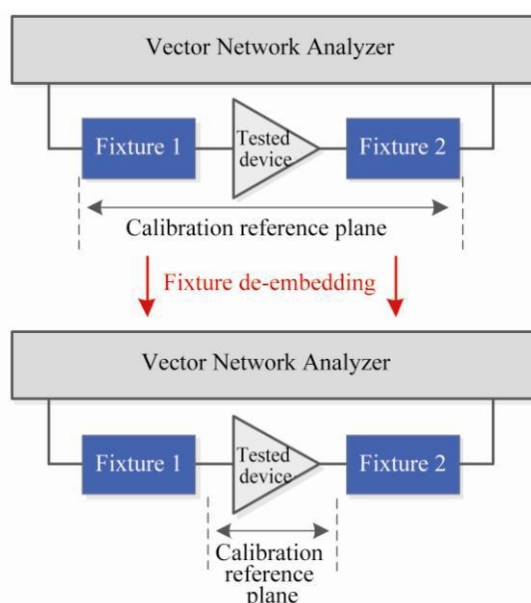 Vector Network Analyzer
Fixture 1
Tested
device
Fixture 2
Calibration reference plane
Fixture de-embedding
Vector Network Analyzer
Fixture 1
Tested
device
Fixture 2
Calibration
reference
plane